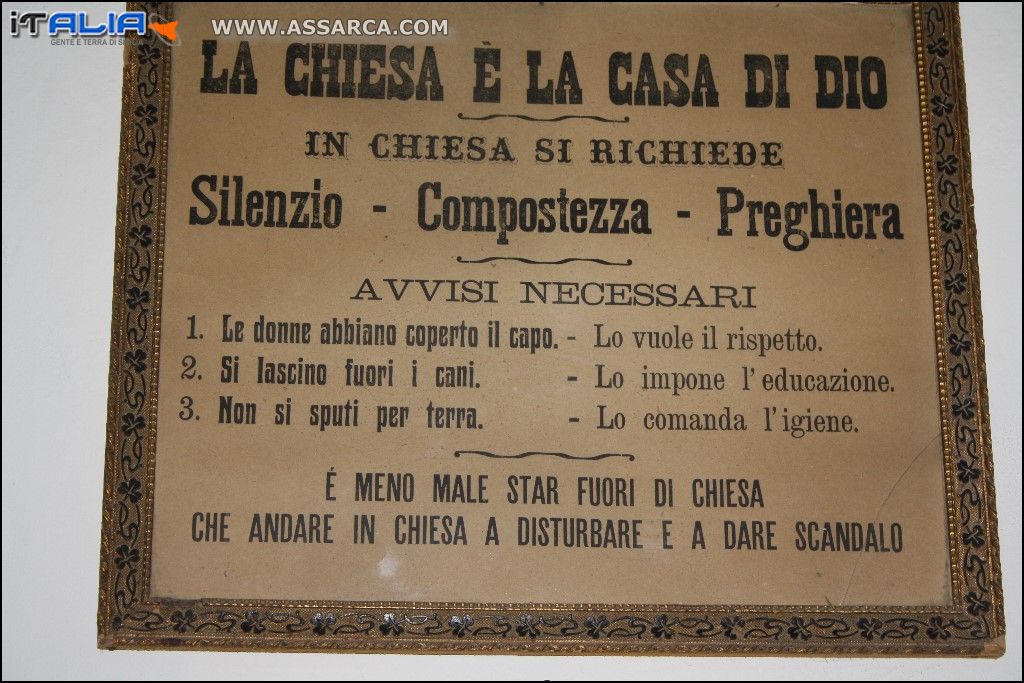 iTALIA
GENTE E TERRA DI
WWW.ASSARCA.COM
LA CHIESA È LA CASA DI DIO
IN CHIESA SI RICHIEDE
Silenzio - Compostezza - Preghiera
AVVISI NECESSARI
1. Le donne abbiano coperto il capo. - Lo vuole il rispetto.
2. Si lascino fuori i cani. - Lo impone l'educazione.
3. Non si sputi per terra. - Lo comanda l'igiene.
É MENO MALE STAR FUORI DI CHIESA
CHE ANDARE IN CHIESA A DISTURBARE E A DARE SCANDALO